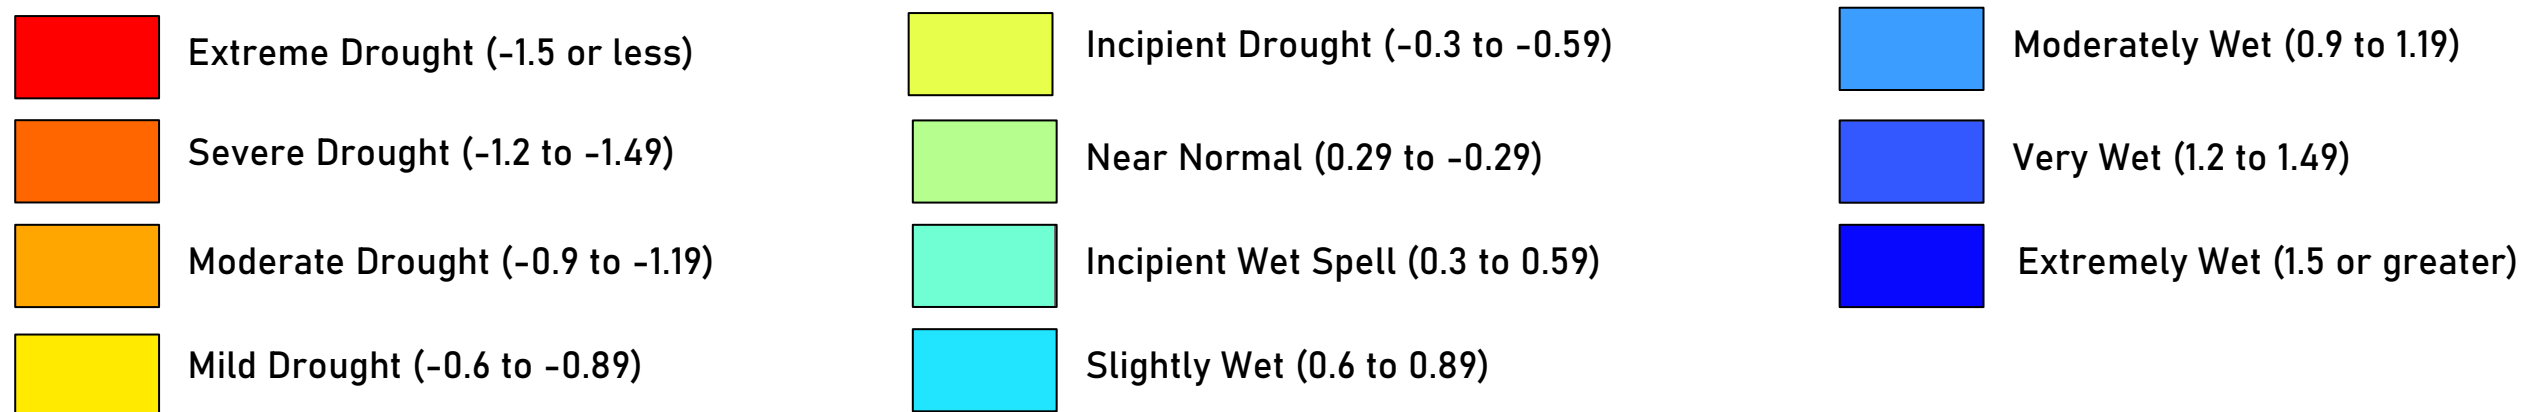 Extreme Drought (-1.5 or less)
Severe Drought (-1.2 to -1.49)
Moderate Drought (-0.9 to -1.19)
Mild Drought (-0.6 to -0.89)
Incipient Drought (-0.3 to -0.59)
Near Normal (0.29 to -0.29)
Incipient Wet Spell (0.3 to 0.59)
Slightly Wet (0.6 to 0.89)
Moderately Wet (0.9 to 1.19)
Very Wet (1.2 to 1.49)
Extremely Wet (1.5 or greater)